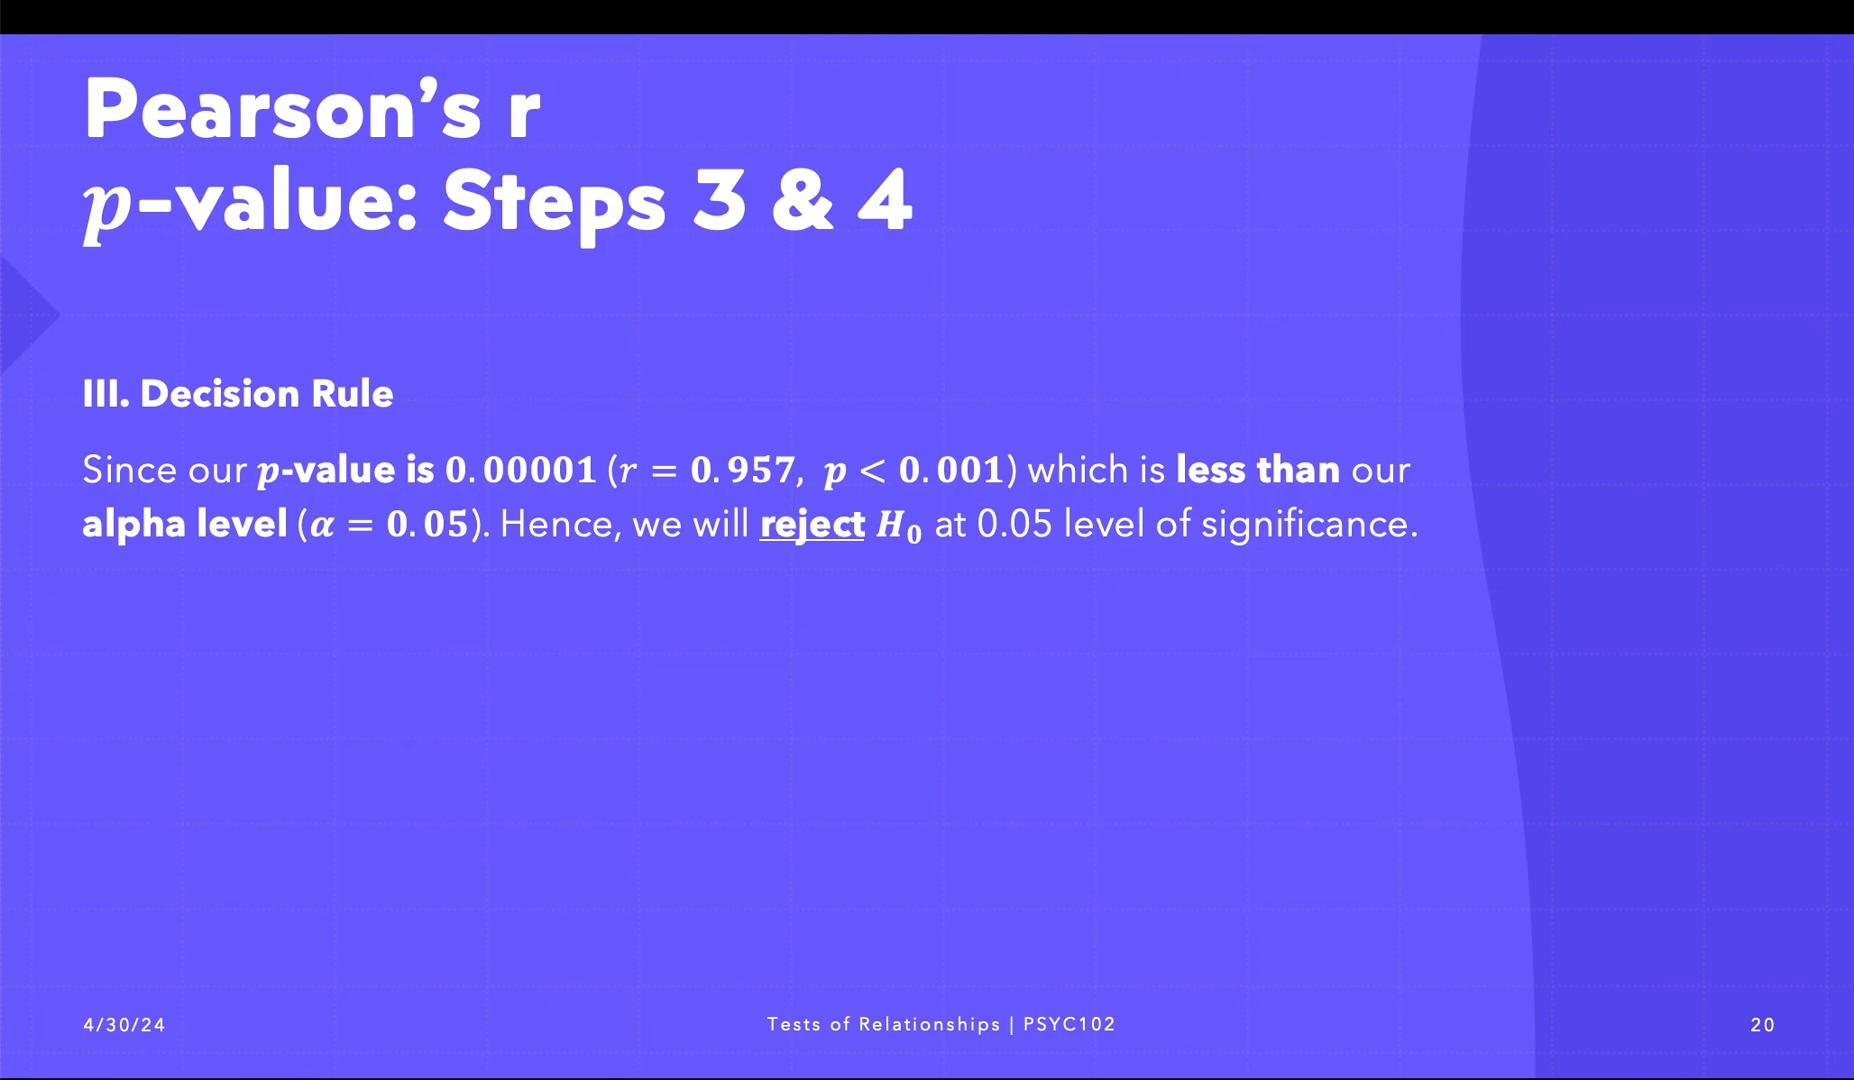 Pearson’s r
p-value: Steps 3 & 4
III. Decision Rule
Since our p-value is 0.00001 (r = 0.957, p < 0.001) which is less than our
alpha level (α = 0.05). Hence, we will reject H₀ at 0.05 level of significance.
4/30/24
Tests of Relationships | PSYC102
20